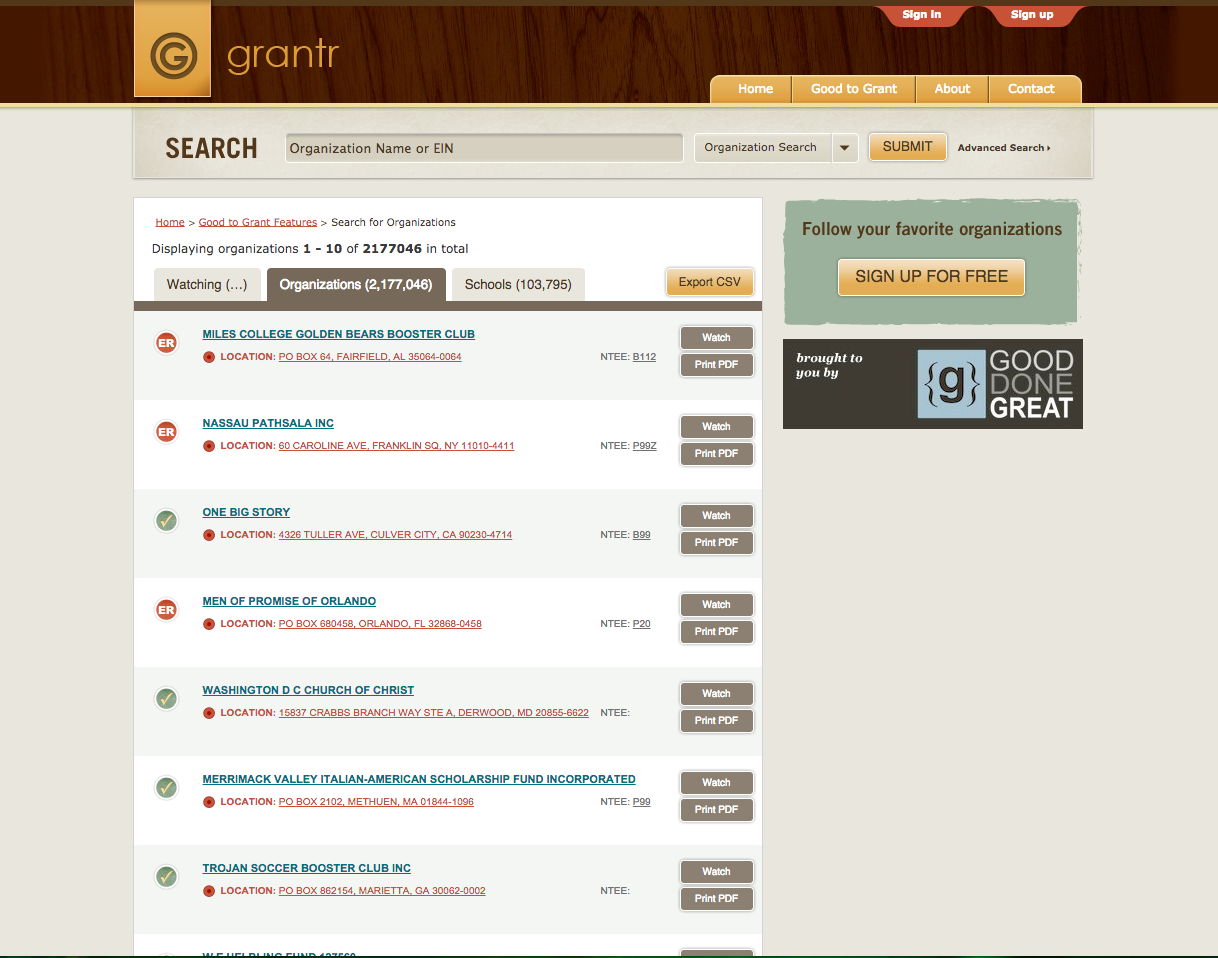 Sign in
Sign up
G
grantr
Home
Good to Grant
About
Contact
SEARCH
Organization Name or EIN
Organization Search
SUBMIT
Advanced Search
Home > Good to Grant Features > Search for Organizations
Displaying organizations 1 - 10 of 2177046 in total
Watching (...)
Organizations (2,177,046)
Schools (103,795)
Export CSV
ER
MILES COLLEGE GOLDEN BEARS BOOSTER CLUB
LOCATION: PO BOX 64, FAIRFIELD, AL 35064-0064
NTEE: B112
Watch
Print PDF
ER
NASSAU PATHSALA INC
LOCATION: 60 CAROLINE AVE, FRANKLIN SQ, NY 11010-4411
NTEE: P99Z
Watch
Print PDF
ONE BIG STORY
LOCATION: 4326 TULLER AVE, CULVER CITY, CA 90230-4714
NTEE: B99
Watch
Print PDF
ER
MEN OF PROMISE OF ORLANDO
LOCATION: PO BOX 680458, ORLANDO, FL 32868-0458
NTEE: P20
Watch
Print PDF
WASHINGTON D C CHURCH OF CHRIST
LOCATION: 15837 CRABBS BRANCH WAY STE A, DERWOOD, MD 20855-6622
NTEE:
Watch
Print PDF
MERRIMACK VALLEY ITALIAN-AMERICAN SCHOLARSHIP FUND INCORPORATED
LOCATION: PO BOX 2102, METHUEN, MA 01844-1096
NTEE: P99
Watch
Print PDF
TROJAN SOCCER BOOSTER CLUB INC
LOCATION: PO BOX 862154, MARIETTA, GA 30062-0002
NTEE:
Watch
Print PDF
Follow your favorite organizations
SIGN UP FOR FREE
brought to
you by
{g}
GOOD
DONE
GREAT